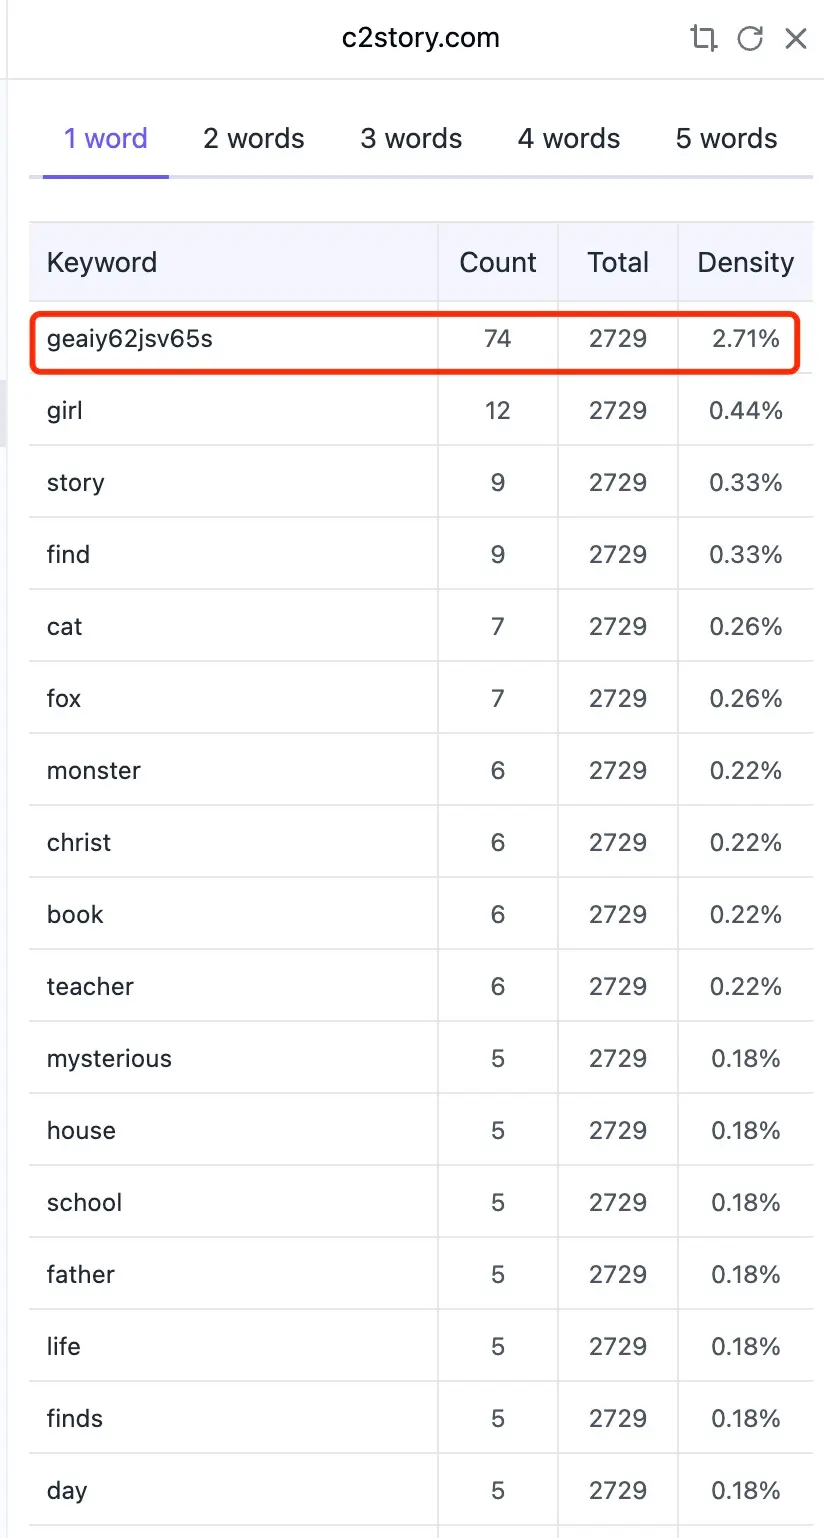 c2story.com
1 word 2 words 3 words 4 words 5 words
Keyword Count Total Density
geaiy62jsv65s 74 2729 2.71%
girl 12 2729 0.44%
story 9 2729 0.33%
find 9 2729 0.33%
cat 7 2729 0.26%
fox 7 2729 0.26%
monster 6 2729 0.22%
christ 6 2729 0.22%
book 6 2729 0.22%
teacher 6 2729 0.22%
mysterious 5 2729 0.18%
house 5 2729 0.18%
school 5 2729 0.18%
father 5 2729 0.18%
life 5 2729 0.18%
finds 5 2729 0.18%
day 5 2729 0.18%